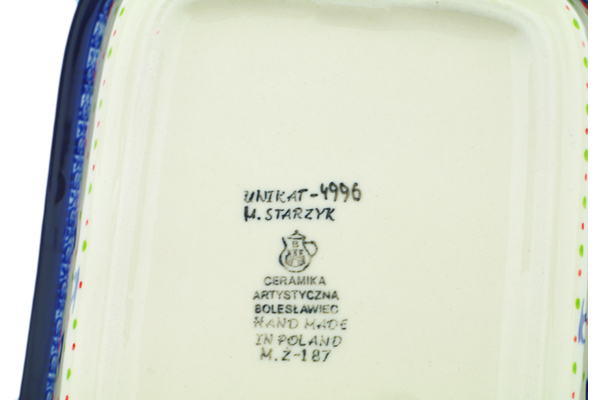 UNIKAT-4996
M. STARZYK
B
CERAMIKA
ARTYSTYCZNA
BOLESŁAWIEC
HAND MADE
IN POLAND
M.Z-187